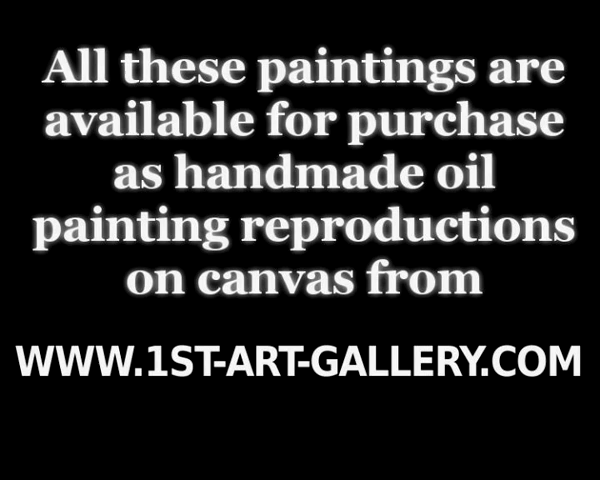 All these paintings are
available for purchase
as handmade oil
painting reproductions
on canvas from
WWW.1ST-ART-GALLERY.COM